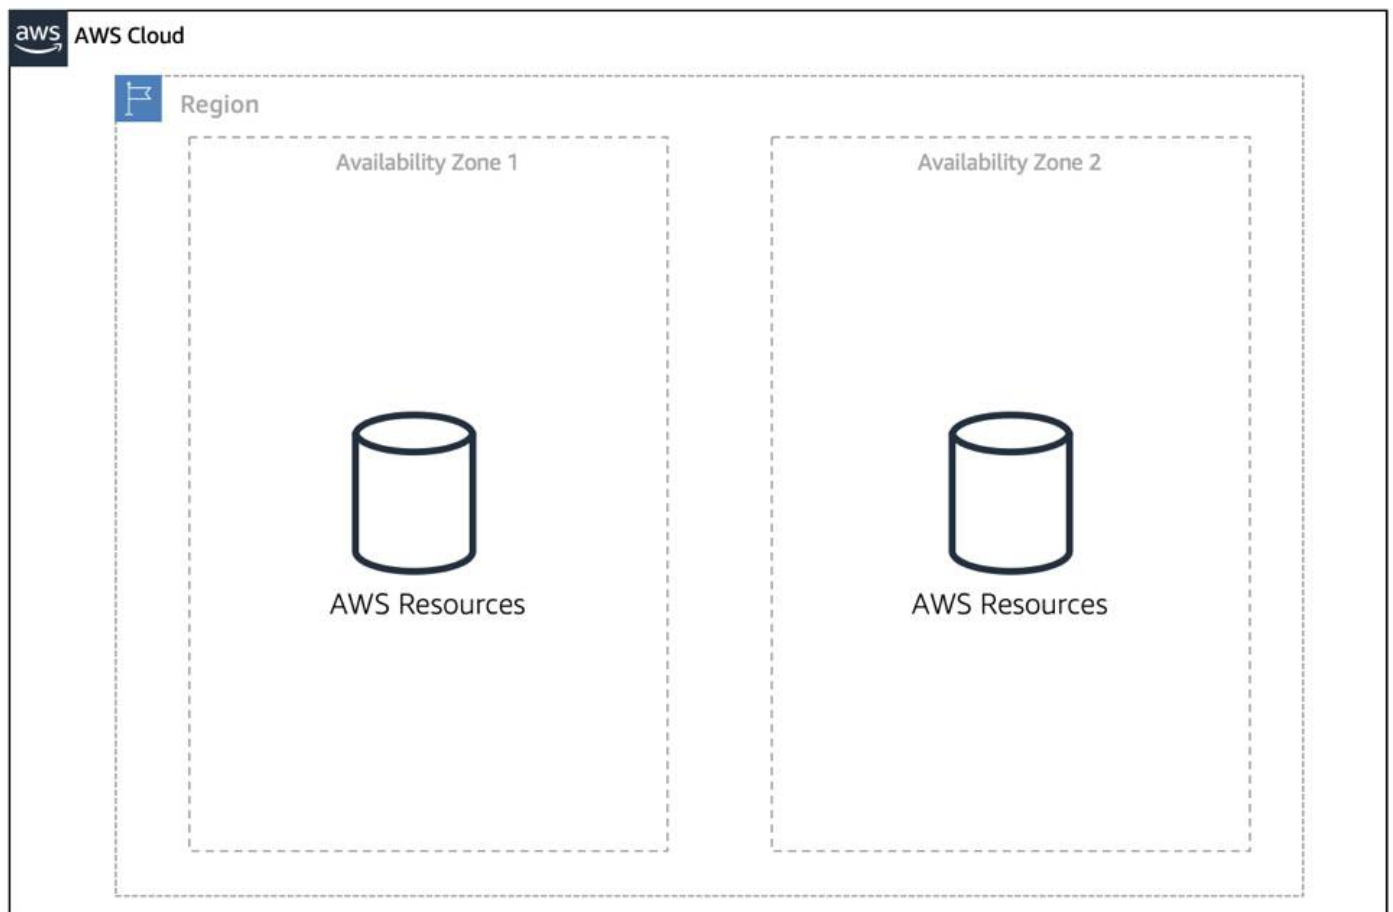 aws
AWS Cloud
Region
Availability Zone 1
Availability Zone 2
AWS Resources
AWS Resources